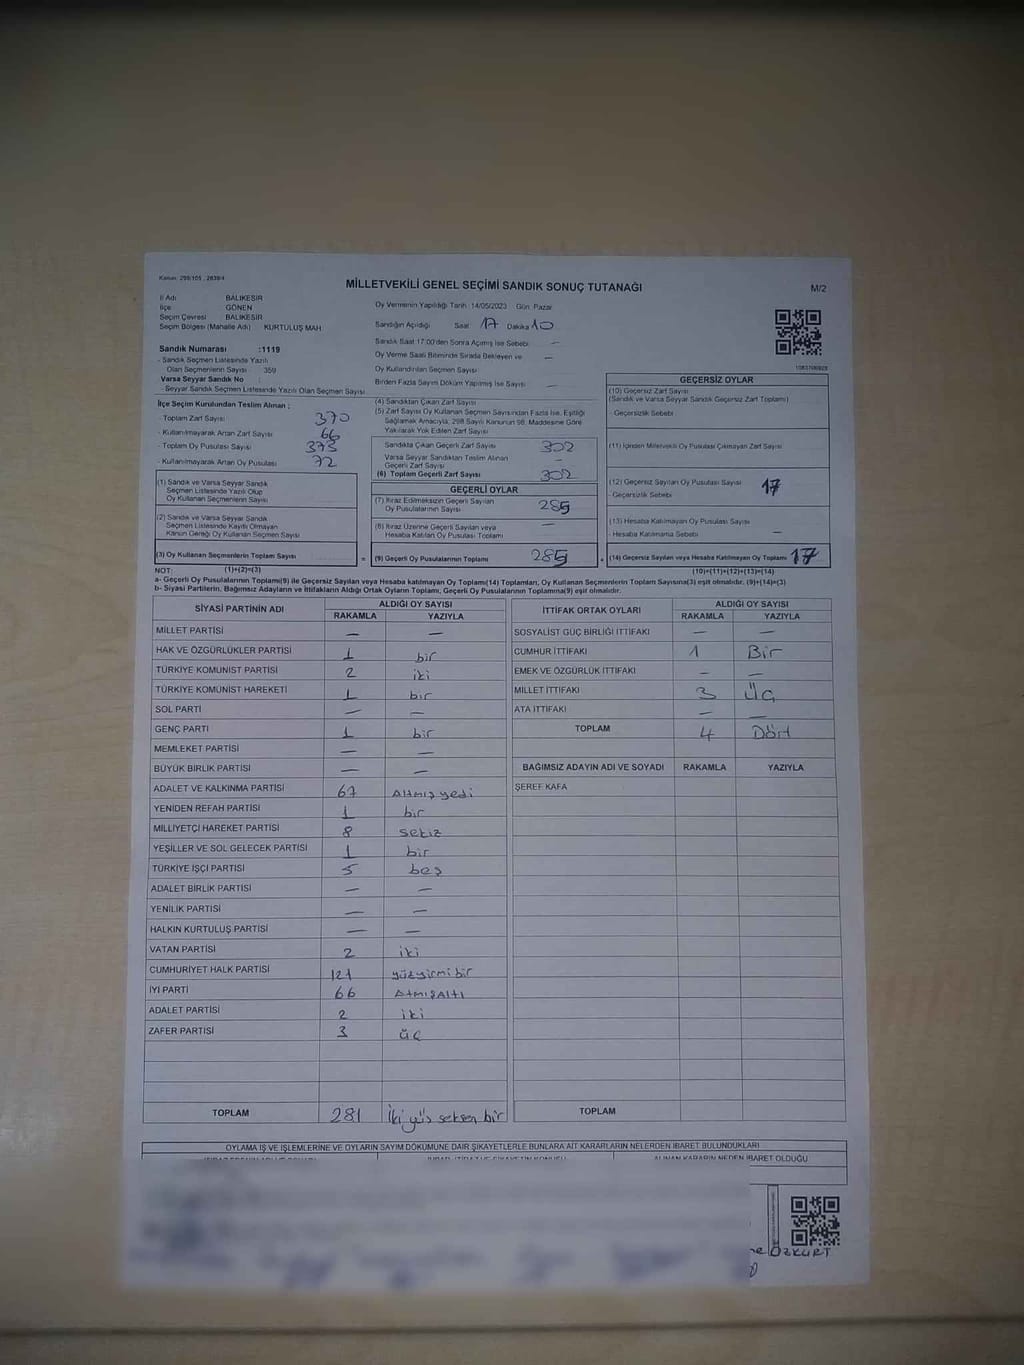 Kanun: 298/105 , 2839/4
MİLLETVEKİLİ GENEL SEÇİMİ SANDIK SONUÇ TUTANAĞI
M/2
İl Adı BALIKESİR
İlçe GÖNEN
Seçim Çevresi BALIKESİR
Seçim Bölgesi (Mahalle Adı) KURTULUŞ MAH
Oy Vermenin Yapıldığı Tarih :14/05/2023 Gün: Pazar
Sandığın Açıldığı Saat 17 Dakika 10
Sandık Saat 17.00'den Sonra Açılmış İse Sebebi —
Oy Verme Saati Bitiminde Sırada Bekleyen ve —
Oy Kullandırılan Seçmen Sayısı
Birden Fazla Sayım Döküm Yapılmış İse Sayısı —
Sandık Numarası :1119
- Sandık Seçmen Listesinde Yazılı
Olan Seçmenlerin Sayısı : 359
Varsa Seyyar Sandık No :
- Seyyar Sandık Seçmen Listesinde Yazılı Olan Seçmen Sayısı
İlçe Seçim Kurulundan Teslim Alınan ;
- Toplam Zarf Sayısı 370
- Kullanılmayarak Artan Zarf Sayısı 66
- Toplam Oy Pusulası Sayısı 373
- Kullanılmayarak Artan Oy Pusulası 72
(1) Sandık ve Varsa Seyyar Sandık
Seçmen Listesinde Yazılı Olup
Oy Kullanan Seçmenlerin Sayısı
(2) Sandık ve Varsa Seyyar Sandık
Seçmen Listesinde Kayıtlı Olmayan
Kanun Gereği Oy Kullanan Seçmen Sayısı
(3) Oy Kullanan Seçmenlerin Toplam Sayısı
(4) Sandıktan Çıkan Zarf Sayısı
(5) Zarf Sayısı Oy Kullanan Seçmen Sayısından Fazla İse, Eşitliği
Sağlamak Amacıyla, 298 Sayılı Kanunun 98. Maddesine Göre
Yakılarak Yok Edilen Zarf Sayısı
Sandıkta Çıkan Geçerli Zarf Sayısı 302
Varsa Seyyar Sandıktan Teslim Alınan —
Geçerli Zarf Sayısı
(6) Toplam Geçerli Zarf Sayısı 302
GEÇERLİ OYLAR
(7) İtiraz Edilmeksizin Geçerli Sayılan
Oy Pusulalarının Sayısı 285
(8) İtiraz Üzerine Geçerli Sayılan veya —
Hesaba Katılan Oy Pusulası Toplamı
= (9) Geçerli Oy Pusulalarının Toplamı 285
GEÇERSİZ OYLAR
(10) Geçersiz Zarf Sayısı
(Sandık ve Varsa Seyyar Sandık Geçersiz Zarf Toplamı)
- Geçersizlik Sebebi
(11) İçinden Milletvekili Oy Pusulası Çıkmayan Zarf Sayısı
(12) Geçersiz Sayılan Oy Pusulası Sayısı 17
- Geçersizlik Sebebi
(13) Hesaba Katılmayan Oy Pusulası Sayısı
- Hesaba Katılmama Sebebi —
+ (14) Geçersiz Sayılan veya Hesaba Katılmayan Oy Toplamı 17
NOT: (1)+(2)=(3) (10)+(11)+(12)+(13)=(14)
a- Geçerli Oy Pusulalarının Toplamı(9) ile Geçersiz Sayılan veya Hesaba katılmayan Oy Toplamı(14) Toplamları, Oy Kullanan Seçmenlerin Toplam Sayısına(3) eşit olmalıdır. (9)+(14)=(3)
b- Siyasi Partilerin, Bağımsız Adayların ve İttifakların Aldığı Ortak Oyların Toplamı, Geçerli Oy Pusulalarının Toplamına(9) eşit olmalıdır.
SİYASİ PARTİNİN ADI ALDIĞI OY SAYISI
RAKAMLA YAZIYLA
MİLLET PARTİSİ — —
HAK VE ÖZGÜRLÜKLER PARTİSİ 1 bir
TÜRKİYE KOMÜNİST PARTİSİ 2 iki
TÜRKİYE KOMÜNİST HAREKETİ 1 bir
SOL PARTİ — —
GENÇ PARTİ 1 bir
MEMLEKET PARTİSİ — —
BÜYÜK BİRLİK PARTİSİ — —
ADALET VE KALKINMA PARTİSİ 67 Altmış yedi
YENİDEN REFAH PARTİSİ 1 bir
MİLLİYETÇİ HAREKET PARTİSİ 8 sekiz
YEŞİLLER VE SOL GELECEK PARTİSİ 1 bir
TÜRKİYE İŞÇİ PARTİSİ 5 beş
ADALET BİRLİK PARTİSİ — —
YENİLİK PARTİSİ — —
HALKIN KURTULUŞ PARTİSİ — —
VATAN PARTİSİ 2 iki
CUMHURİYET HALK PARTİSİ 121 yüzyirmi bir
İYİ PARTİ 66 Atmışaltı
ADALET PARTİSİ 2 iki
ZAFER PARTİSİ 3 üç
TOPLAM 281 İki yüs seksen bir
İTTİFAK ORTAK OYLARI ALDIĞI OY SAYISI
RAKAMLA YAZIYLA
SOSYALİST GÜÇ BİRLİĞİ İTTİFAKI — —
CUMHUR İTTİFAKI 1 Bir
EMEK VE ÖZGÜRLÜK İTTİFAKI — —
MİLLET İTTİFAKI 3 Üç
ATA İTTİFAKI — —
TOPLAM 4 Dört
BAĞIMSIZ ADAYIN ADI VE SOYADI RAKAMLA YAZIYLA
ŞEREF KAFA
TOPLAM
OYLAMA İŞ VE İŞLEMLERİNE VE OYLARIN SAYIM DÖKÜMÜNE DAİR ŞİKAYETLERLE BUNLARA AİT KARARLARIN NELERDEN İBARET BULUNDUKLARI
ALINAN KARARIN NEDEN İBARET OLDUĞU
ÖZKURT